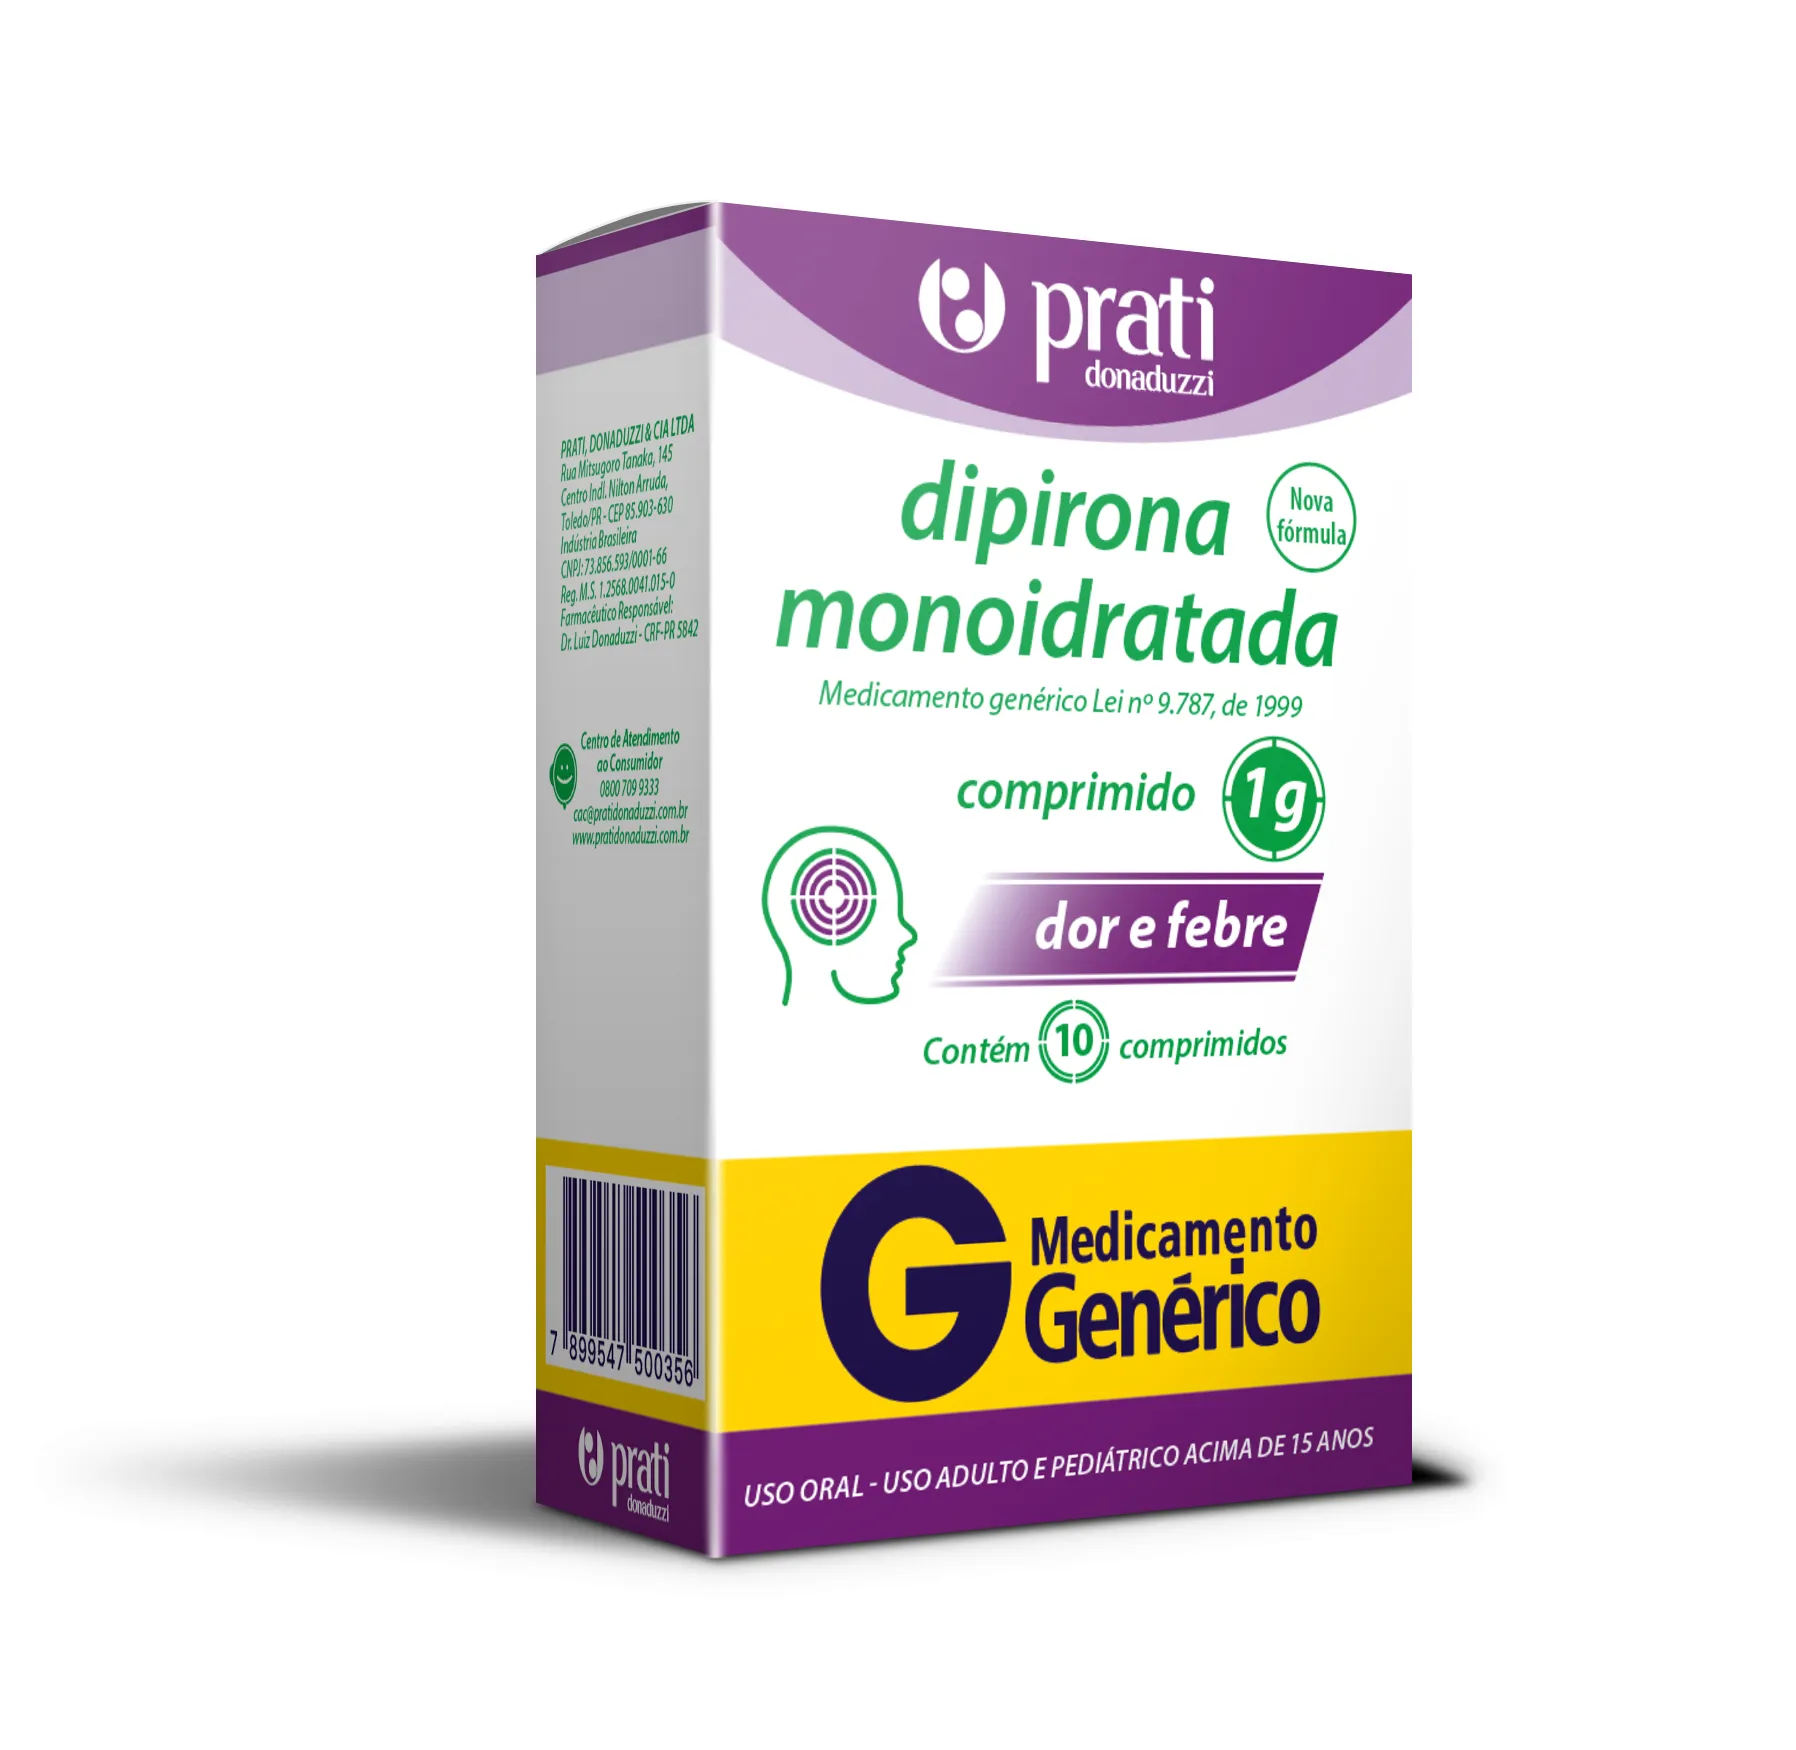 prati
donaduzzi
dipirona
monoidratada
Nova
fórmula
Medicamento genérico Lei nº 9.787, de 1999
comprimido 1g
dor e febre
Contém 10 comprimidos
G Medicamento
Genérico
USO ORAL - USO ADULTO E PEDIÁTRICO ACIMA DE 15 ANOS
PRATI, DONADUZZI & CIA LTDA
Rua Mitsugoro Tanaka, 145
Centro Indl. Nilton Arruda,
Toledo/PR - CEP 85.903-630
Indústria Brasileira
CNPJ: 73.856.593/0001-66
Reg. M.S. 1.2568.0041.015-0
Farmacêutico Responsável:
Dr. Luiz Donaduzzi - CRF-PR 5842
Centro de Atendimento
ao Consumidor
0800 709 9333
cac@pratidonaduzzi.com.br
www.pratidonaduzzi.com.br
7 899547 500356
prati
donaduzzi